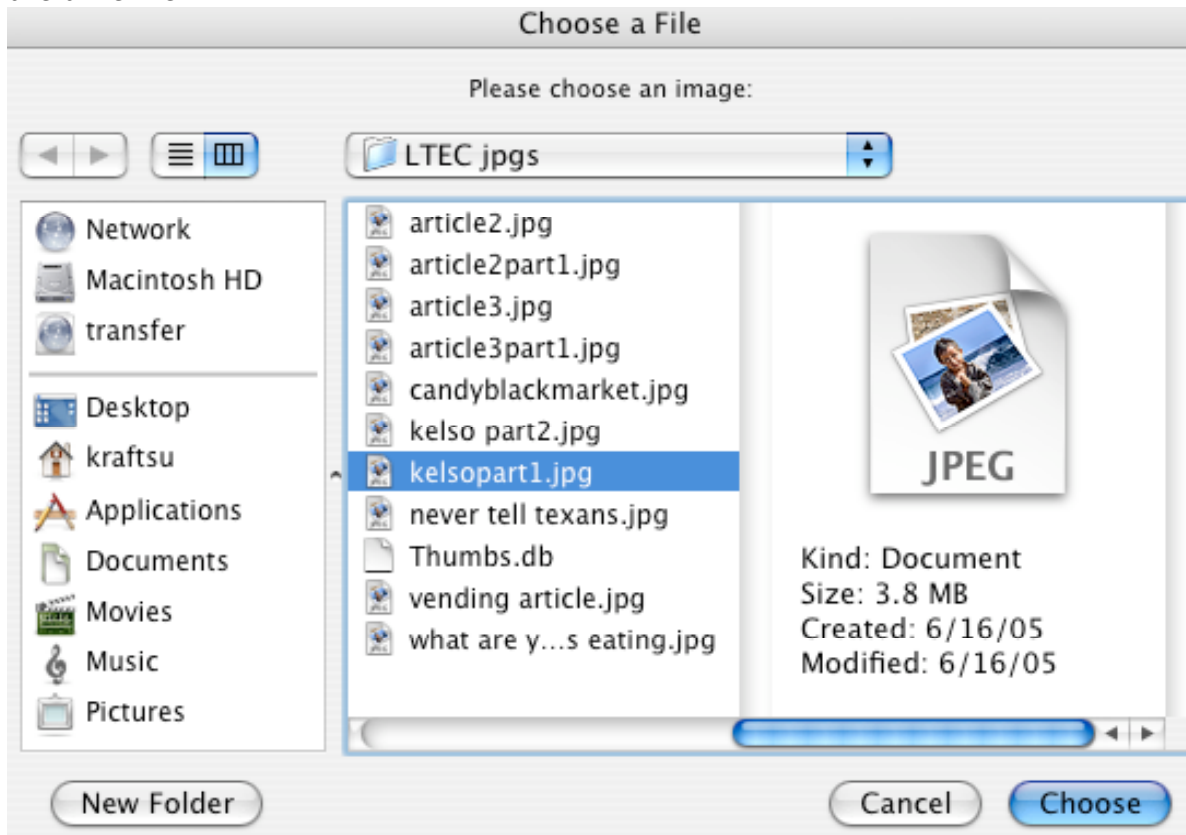 Choose a File
Please choose an image:
LTEC jpgs
Network
Macintosh HD
transfer
Desktop
kraftsu
Applications
Documents
Movies
Music
Pictures
article2.jpg
article2part1.jpg
article3.jpg
article3part1.jpg
candyblackmarket.jpg
kelso part2.jpg
kelsopart1.jpg
never tell texans.jpg
Thumbs.db
vending article.jpg
what are y...s eating.jpg
JPEG
Kind: Document
Size: 3.8 MB
Created: 6/16/05
Modified: 6/16/05
New Folder
Cancel
Choose